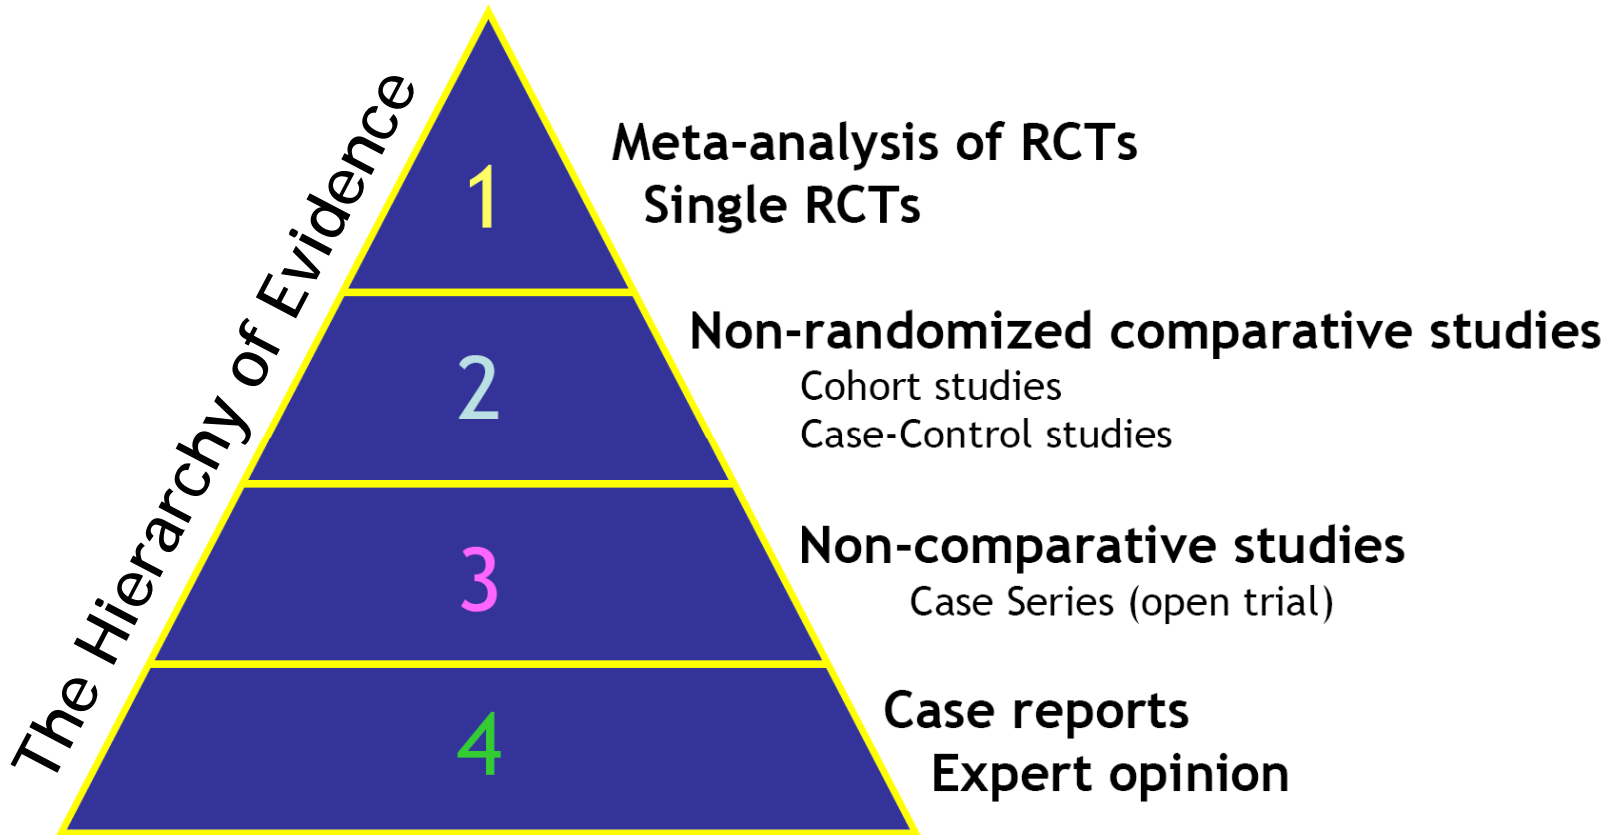 The Hierarchy of Evidence
1
Meta-analysis of RCTs
Single RCTs
2
Non-randomized comparative studies
Cohort studies
Case-Control studies
3
Non-comparative studies
Case Series (open trial)
4
Case reports
Expert opinion